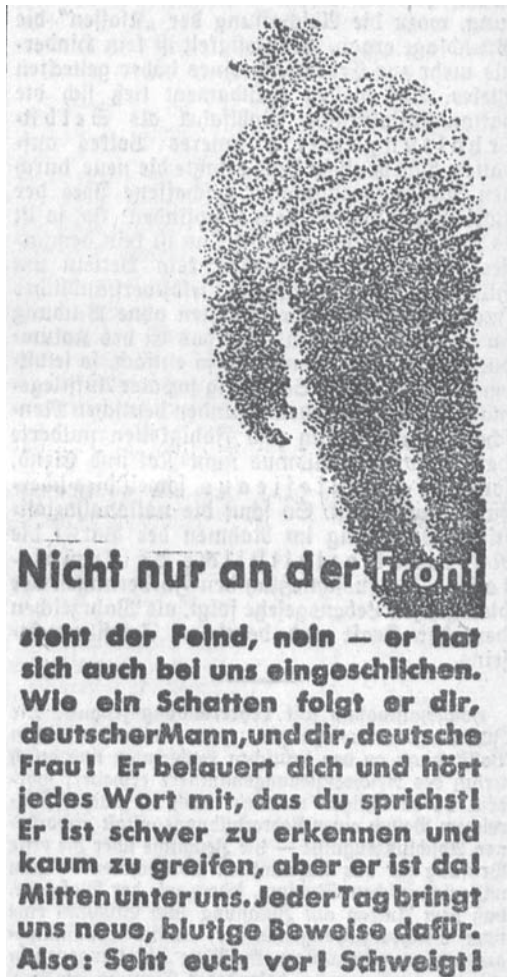 Nicht nur an der Front
steht der Feind, nein – er hat
sich auch bei uns eingeschlichen.
Wie ein Schatten folgt er dir,
deutscher Mann, und dir, deutsche
Frau! Er belauert dich und hört
jedes Wort mit, das du sprichst!
Er ist schwer zu erkennen und
kaum zu greifen, aber er ist da!
Mitten unter uns. Jeder Tag bringt
uns neue, blutige Beweise dafür.
Also: Seht euch vor! Schweigt!